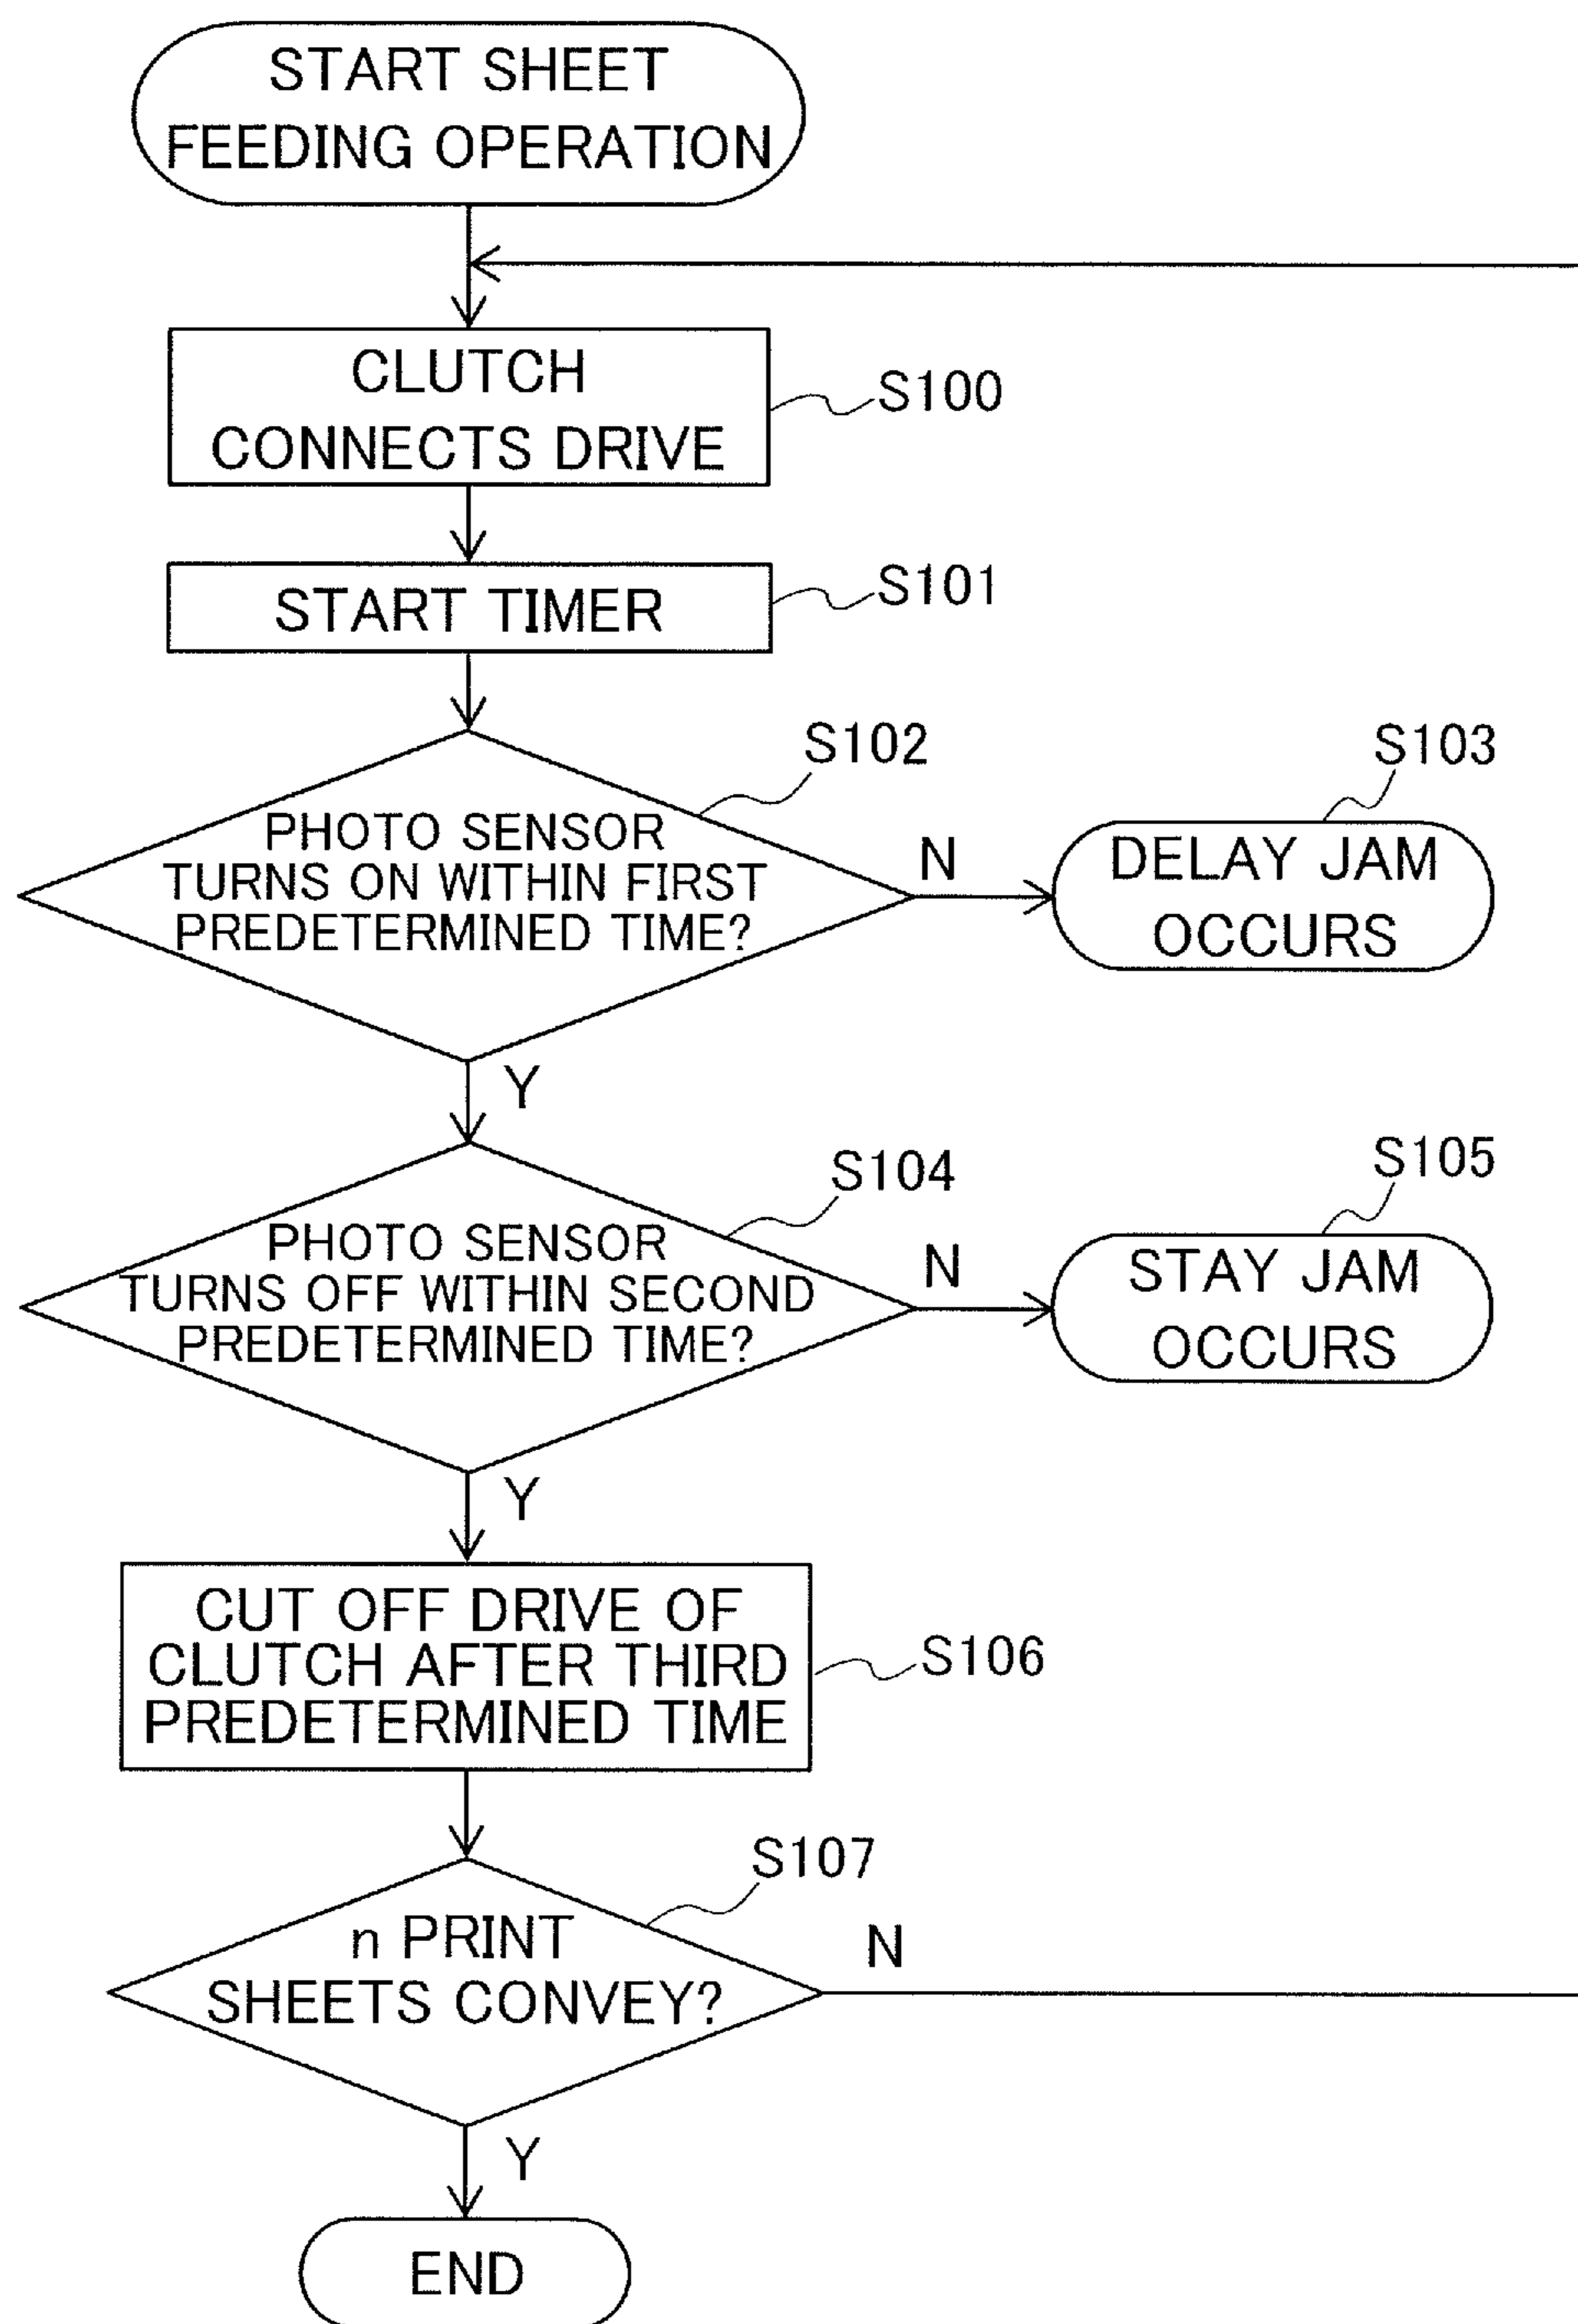 START SHEET
FEEDING OPERATION
CLUTCH
CONNECTS DRIVE
S100
START TIMER
S101
S102
PHOTO SENSOR
TURNS ON WITHIN FIRST
PREDETERMINED TIME?
N
S103
DELAY JAM
OCCURS
Y
S104
PHOTO SENSOR
TURNS OFF WITHIN SECOND
PREDETERMINED TIME?
N
S105
STAY JAM
OCCURS
Y
CUT OFF DRIVE OF
CLUTCH AFTER THIRD
PREDETERMINED TIME
S106
S107
n PRINT
SHEETS CONVEY?
N
Y
END